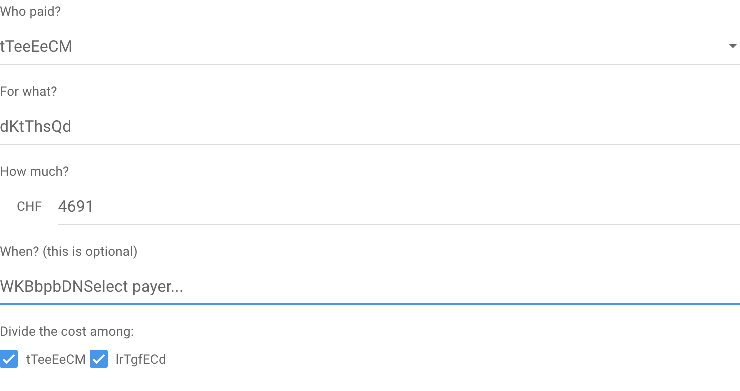 Who paid?
tTeeEeCM
For what?
dKtThsQd
How much?
CHF 4691
When? (this is optional)
WKBbpbDNSelect payer...
Divide the cost among:
tTeeEeCM lrTgfECd